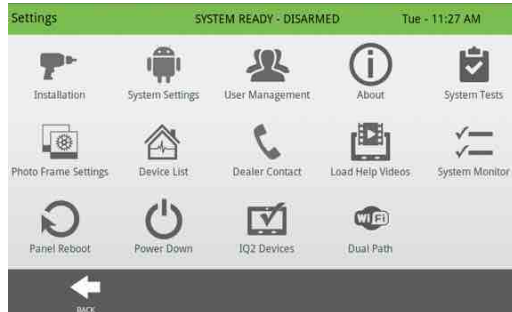 Settings SYSTEM READY - DISARMED Tue - 11:27 AM
Installation System Settings User Management About System Tests
Photo Frame Settings Device List Dealer Contact Load Help Videos System Monitor
WiFi
Panel Reboot Power Down IQ2 Devices Dual Path
BACK